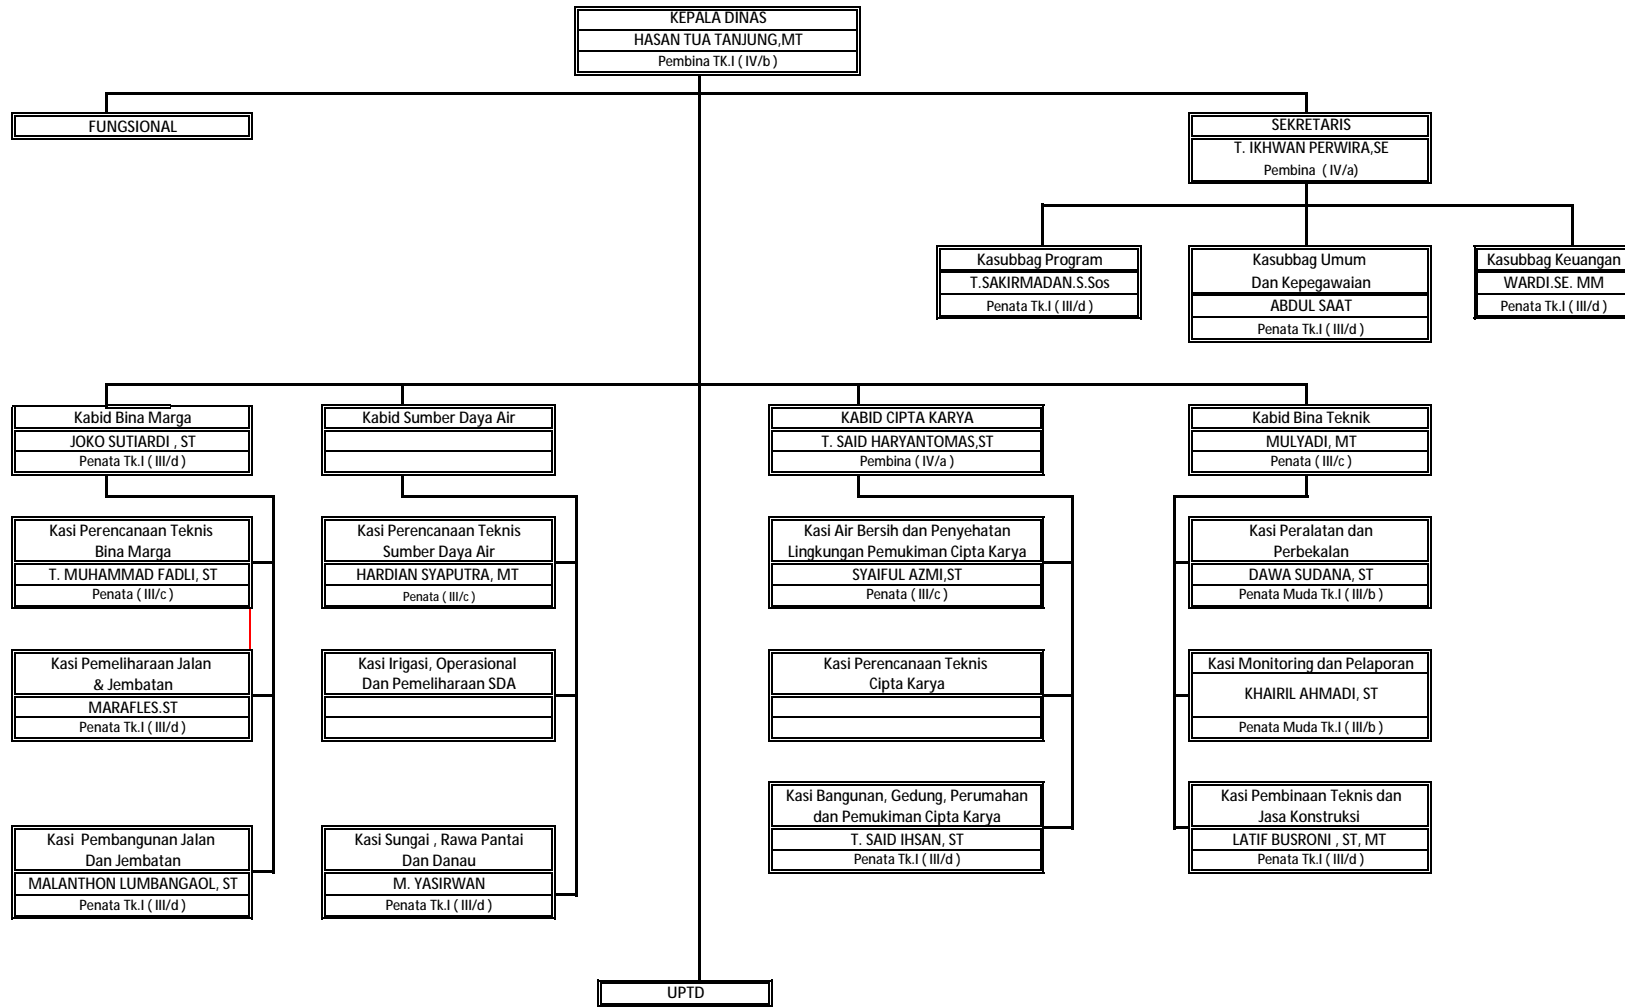 KEPALA DINAS
HASAN TUA TANJUNG,MT
Pembina TK.I ( IV/b )
FUNGSIONAL
SEKRETARIS
T. IKHWAN PERWIRA,SE
Pembina  ( IV/a)
Kasubbag Program
T.SAKIRMADAN.S.Sos
Penata Tk.I ( III/d )
Kasubbag Umum
Dan Kepegawaian
ABDUL SAAT
Penata Tk.I ( III/d )
Kasubbag Keuangan
WARDI.SE. MM
Penata Tk.I ( III/d )
Kabid Bina Marga
JOKO SUTIARDI , ST
Penata Tk.I ( III/d )
Kabid Sumber Daya Air
KABID CIPTA KARYA
T. SAID HARYANTOMAS,ST
Pembina ( IV/a )
Kabid Bina Teknik
MULYADI, MT
Penata ( III/c )
Kasi Perencanaan Teknis
Bina Marga
T. MUHAMMAD FADLI, ST
Penata ( III/c )
Kasi Perencanaan Teknis
Sumber Daya Air
HARDIAN SYAPUTRA, MT
Penata ( III/c )
Kasi Air Bersih dan Penyehatan
Lingkungan Pemukiman Cipta Karya
SYAIFUL AZMI,ST
Penata ( III/c )
Kasi Peralatan dan
Perbekalan
DAWA SUDANA, ST
Penata Muda Tk.I ( III/b )
Kasi Pemeliharaan Jalan
& Jembatan
MARAFLES.ST
Penata Tk.I ( III/d )
Kasi Irigasi, Operasional
Dan Pemeliharaan SDA
Kasi Perencanaan Teknis
Cipta Karya
Kasi Monitoring dan Pelaporan
KHAIRIL AHMADI, ST
Penata Muda Tk.I ( III/b )
Kasi  Pembangunan Jalan
Dan Jembatan
MALANTHON LUMBANGAOL, ST
Penata Tk.I ( III/d )
Kasi Sungai , Rawa Pantai
Dan Danau
M. YASIRWAN
Penata Tk.I ( III/d )
Kasi Bangunan, Gedung, Perumahan
dan Pemukiman Cipta Karya
T. SAID IHSAN, ST
Penata Tk.I ( III/d )
Kasi Pembinaan Teknis dan
Jasa Konstruksi
LATIF BUSRONI , ST, MT
Penata Tk.I ( III/d )
UPTD